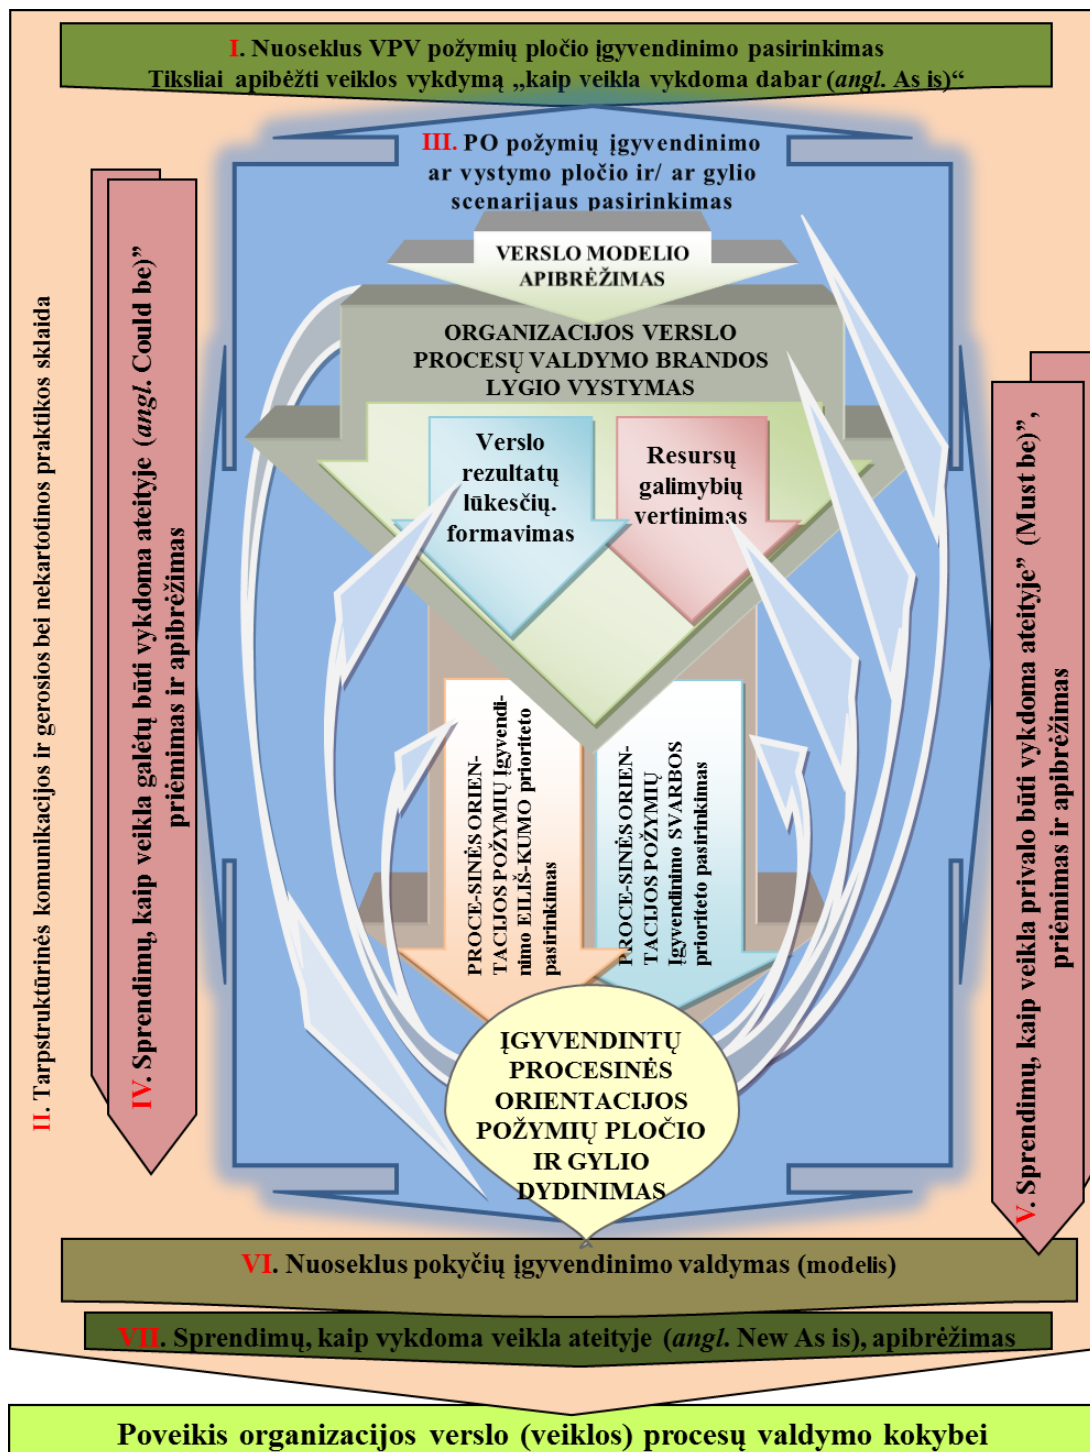 I. Nuoseklus VPV požymių pločio įgyvendinimo pasirinkimas
Tiksliai apibėžti veiklos vykdymą „kaip veikla vykdoma dabar (angl. As is)“
III. PO požymių įgyvendinimo
ar vystymo pločio ir/ ar gylio
scenarijaus pasirinkimas
VERSLO MODELIO
APIBRĖŽIMAS
ORGANIZACIJOS VERSLO
PROCESŲ VALDYMO BRANDOS
LYGIO VYSTYMAS
Verslo
rezultatų
lūkesčių.
formavimas
Resursų
galimybių
vertinimas
II. Tarpstruktūrinės komunikacijos ir gerosios bei nekartotinos praktikos sklaida
IV. Sprendimų, kaip veikla galėtų būti vykdoma ateityje (angl. Could be)”
priėmimas ir apibrėžimas
PROCE-SINĖS ORIEN-
TACIJOS POŽYMIŲ Įgyvendi-
nimo EILIŠ-KUMO prioriteto
pasirinkimas
PROCE-SINĖS ORIEN-
TACIJOS POŽYMIŲ
Įgyvendinimo SVARBOS
prioriteto pasirinkimas
V. Sprendimų, kaip veikla privalo būti vykdoma ateityje” (Must be)”,
priėmimas ir apibrėžimas
ĮGYVENDINTŲ
PROCESINĖS
ORIENTACIJOS
POŽYMIŲ PLOČIO
IR GYLIO
DYDINIMAS
VI. Nuoseklus pokyčių įgyvendinimo valdymas (modelis)
VII. Sprendimų, kaip vykdoma veikla ateityje (angl. New As is), apibrėžimas
Poveikis organizacijos verslo (veiklos) procesų valdymo kokybei